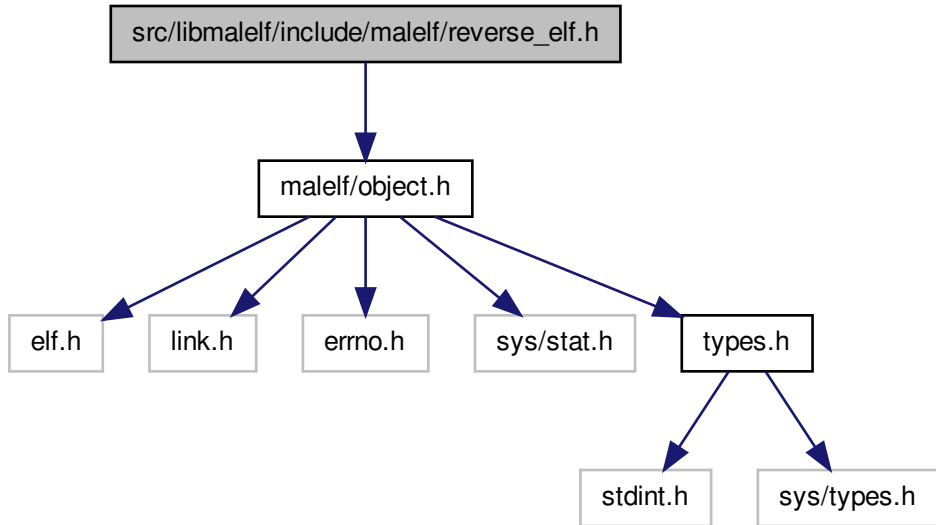 src/libmalelf/include/malelf/reverse_elf.h
malelf/object.h
elf.h
link.h
errno.h
sys/stat.h
types.h
stdint.h
sys/types.h